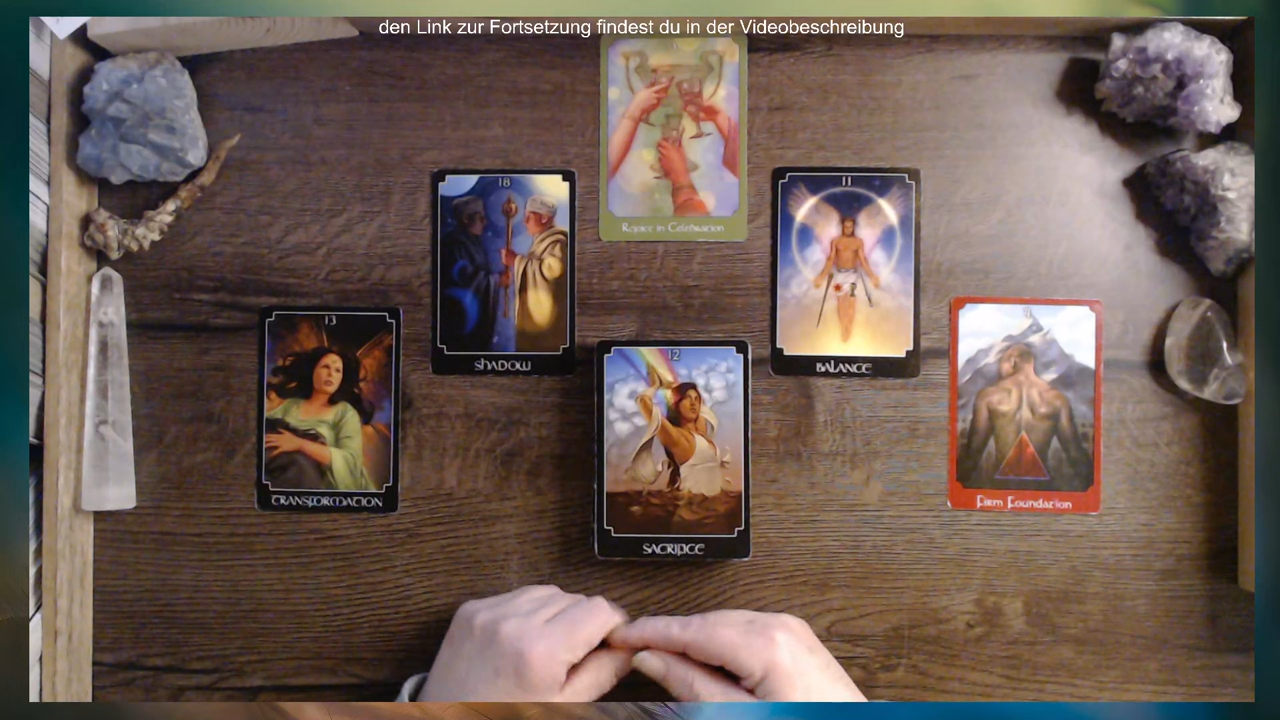 den Link zur Fortsetzung findest du in der Videobeschreibung
Rejoice in Celebration
18
SHADOW
11
BALANCE
13
TRANSFORMATION
12
SACRIFICE
Firm Foundation